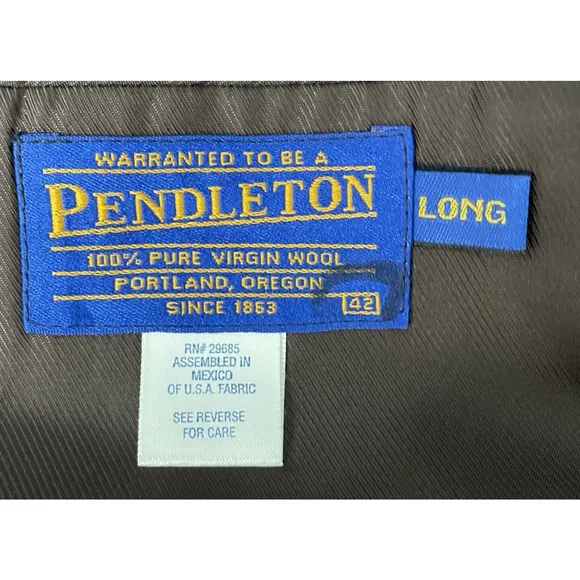 WARRANTED TO BE A
PENDLETON
LONG
100% PURE VIRGIN WOOL
PORTLAND, OREGON
SINCE 1863
42
RN# 29685
ASSEMBLED IN
MEXICO
OF U.S.A. FABRIC
SEE REVERSE
FOR CARE